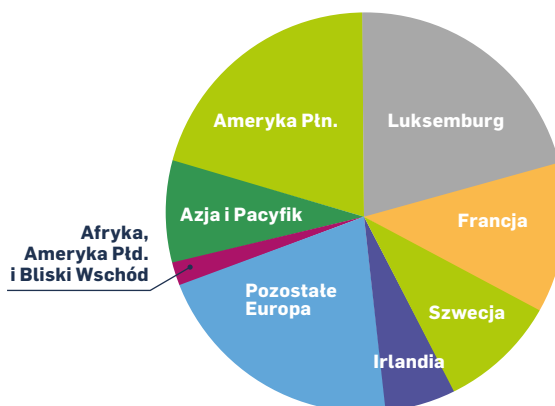 Ameryka Płn.
Luksemburg
Azja i Pacyfik
Francja
Afryka,
Ameryka Płd.
i Bliski Wschód
Pozostałe
Europa
Szwecja
Irlandia